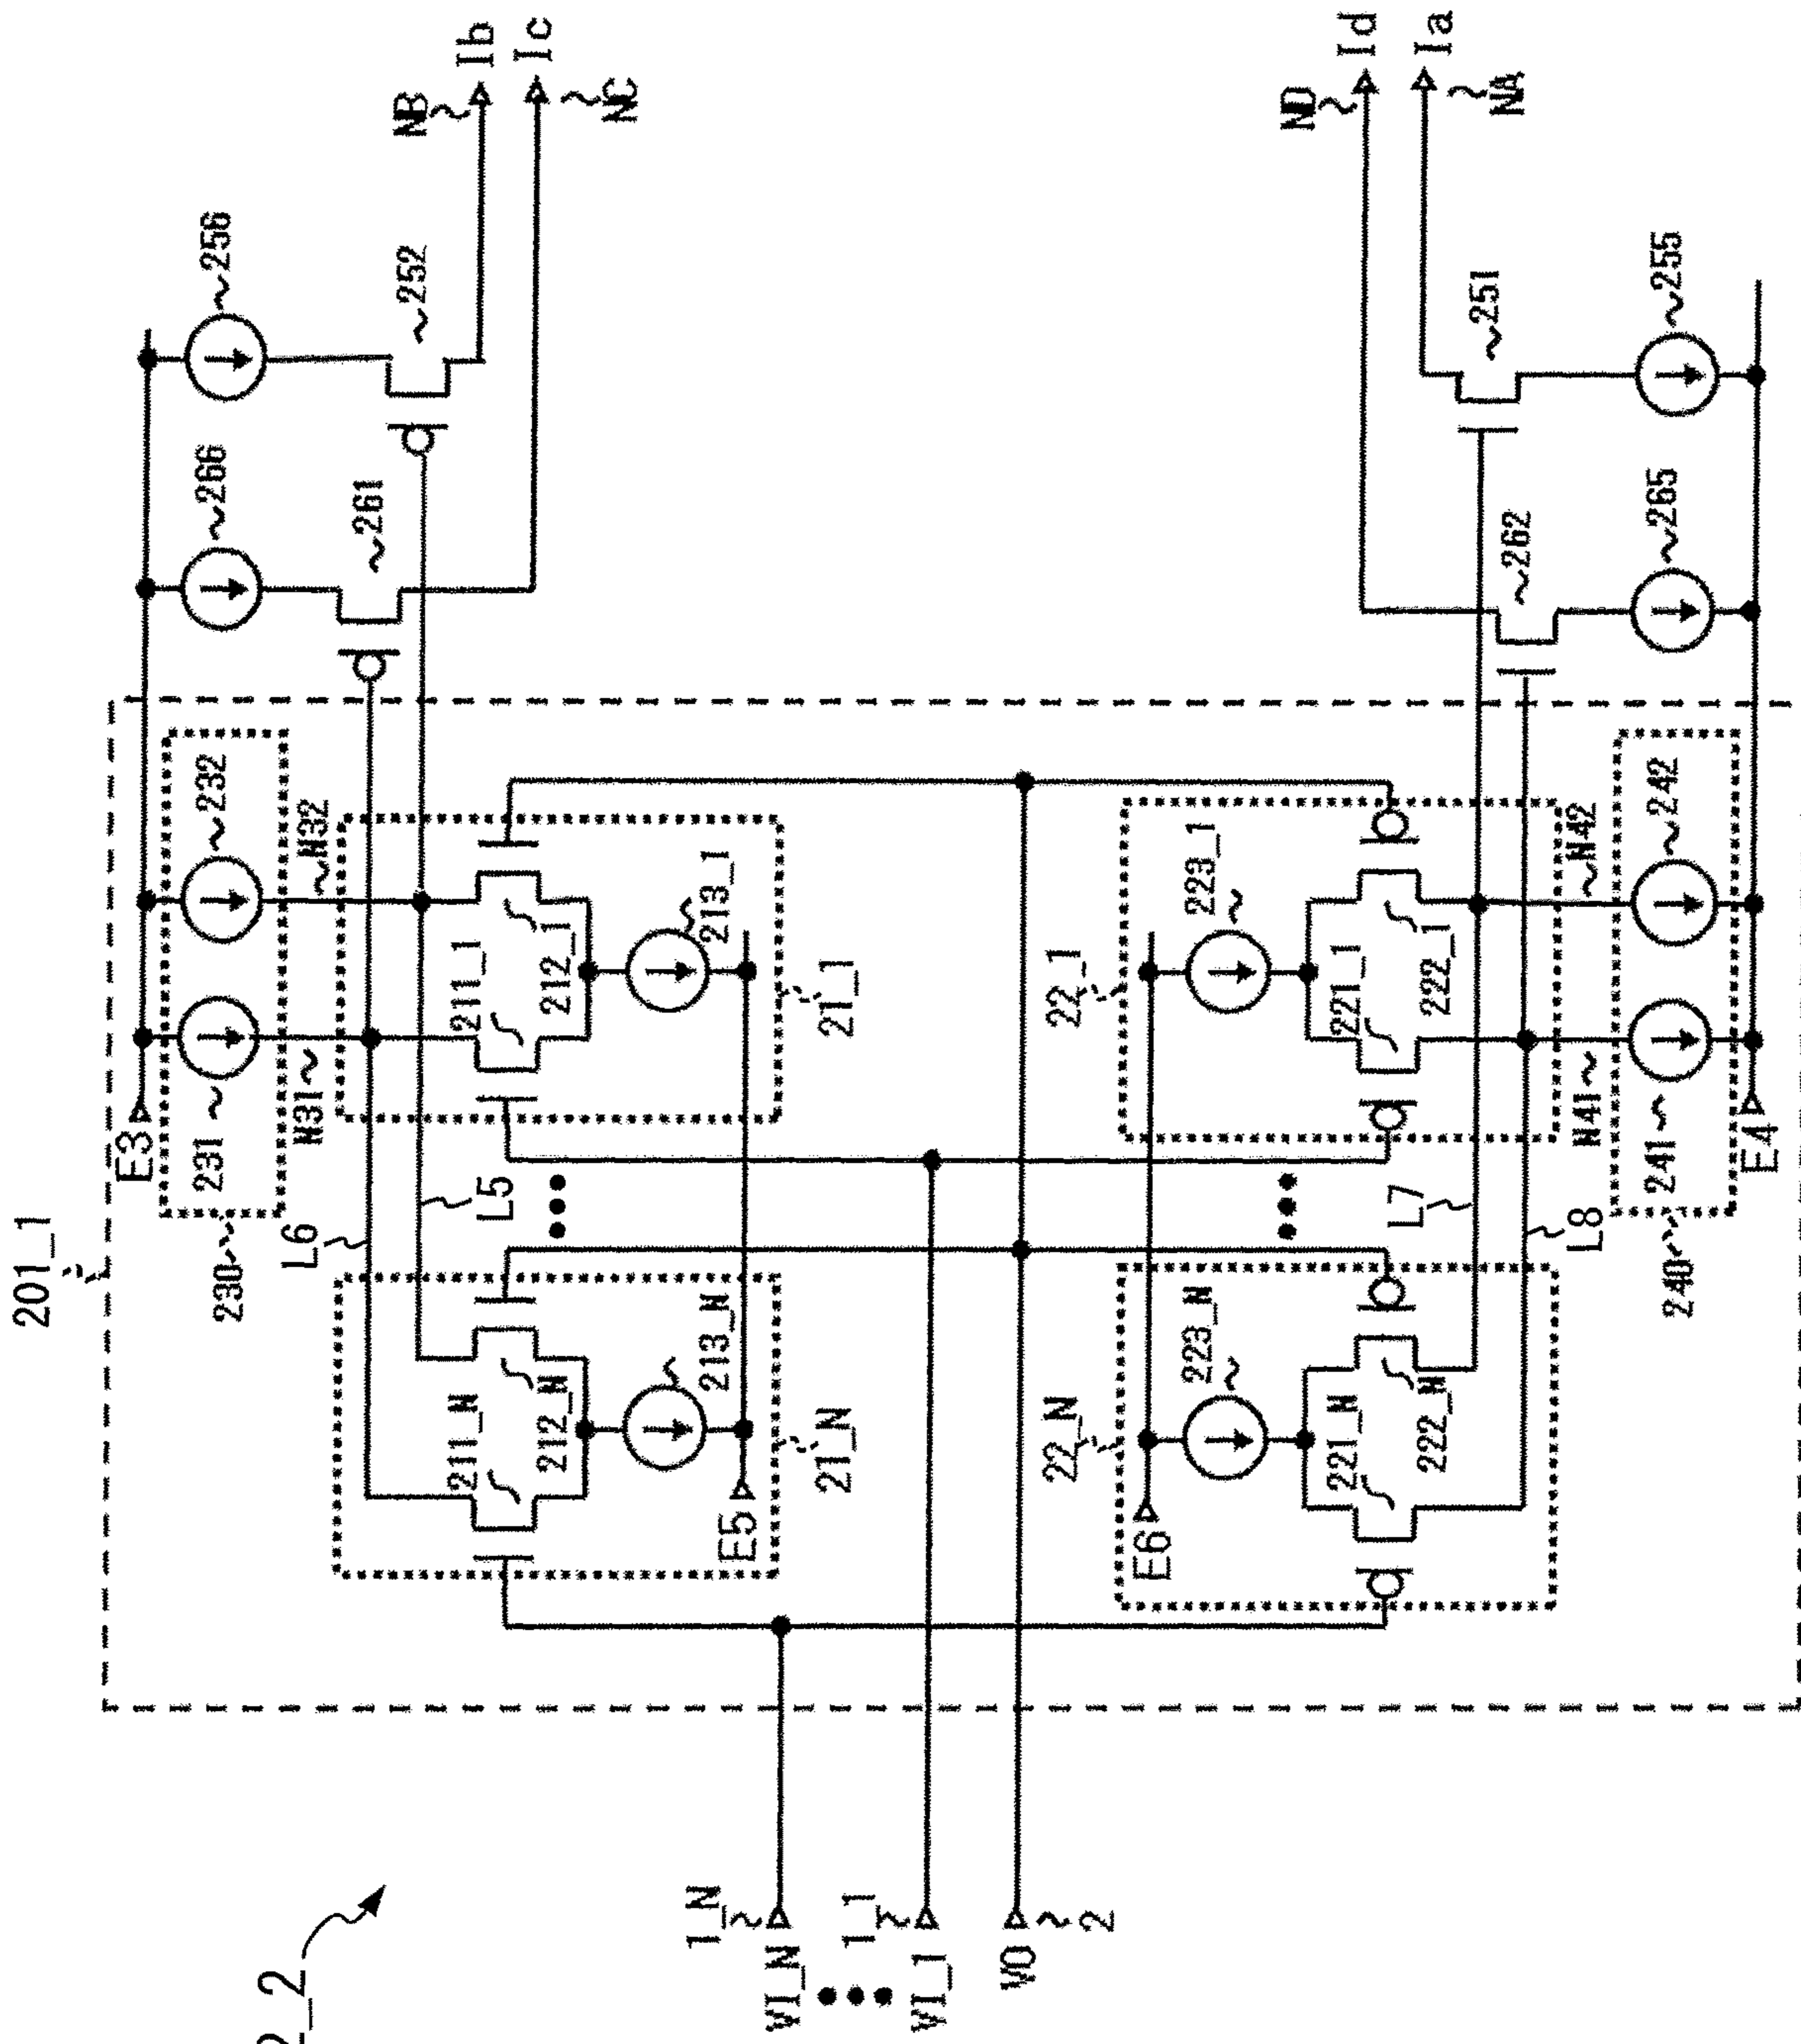 201_1
E3
256
266
232
231
230
N32
N31
L6
L5
261
252
NB
Ib
Ic
NC
211_1
212_1
213_1
21_1
211_N
212_N
213_N
21_N
E5
VI_N
1_N
VI_1
1_1
VO
2
2_2
22_1
223_1
221_1
222_1
22_N
223_N
221_N
222_N
E6
L7
L8
N42
N41
242
241
240
E4
ND
Id
Ia
NA
251
262
255
265